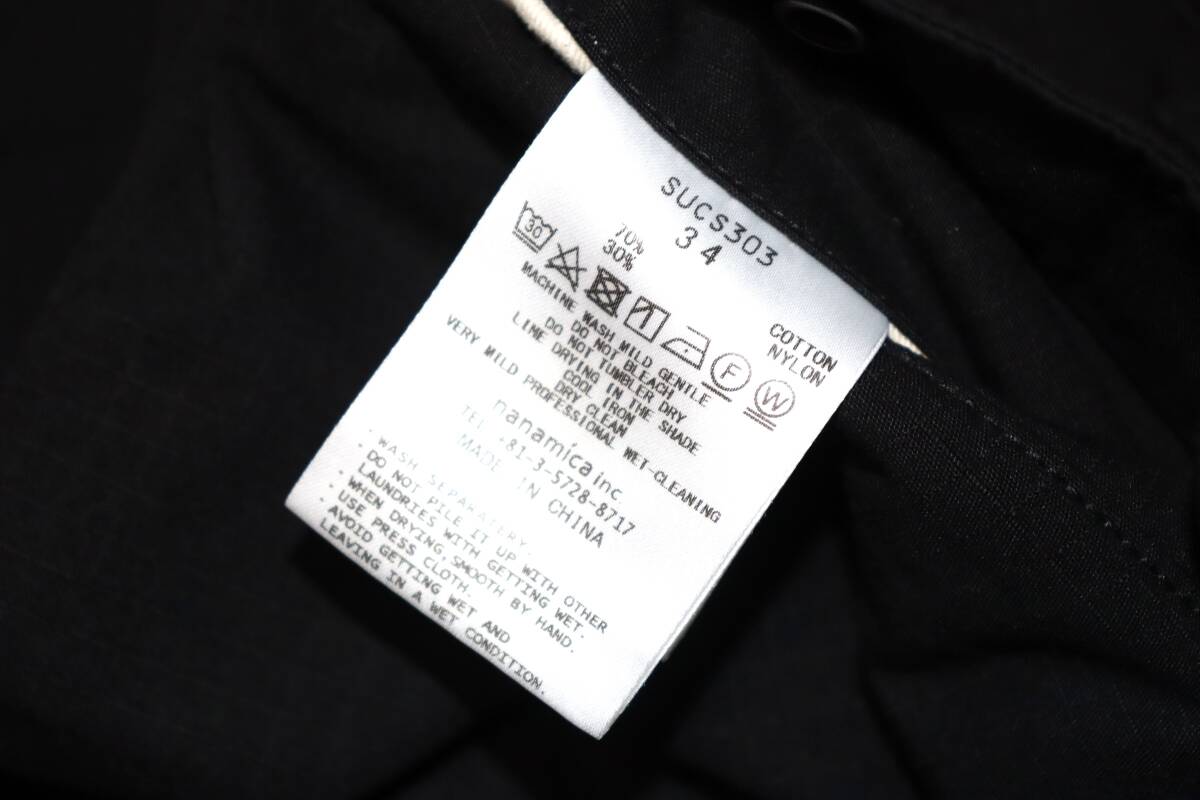 SUCS303
34
70% COTTON
30% NYLON
30
F W
MACHINE WASH MILD GENTLE
DO DO NOT BLEACH
DO NOT TUMBLER DRY
LINE DRYING IN THE SHADE
COOL IRON
DRY CLEAN
VERY MILD PROFESSIONAL WET-CLEANING
nanamica inc
TEL +81-3-5728-8717
MADE IN CHINA
· WASH SEPARATELY.
DO NOT PILE IT UP WITH OTHER
LAUNDRIES WITH GETTING WET.
· WHEN DRYING,SMOOTH BY HAND.
· USE PRESS CLOTH.
AVOID GETTING WET AND
LEAVING IN A WET CONDITION.